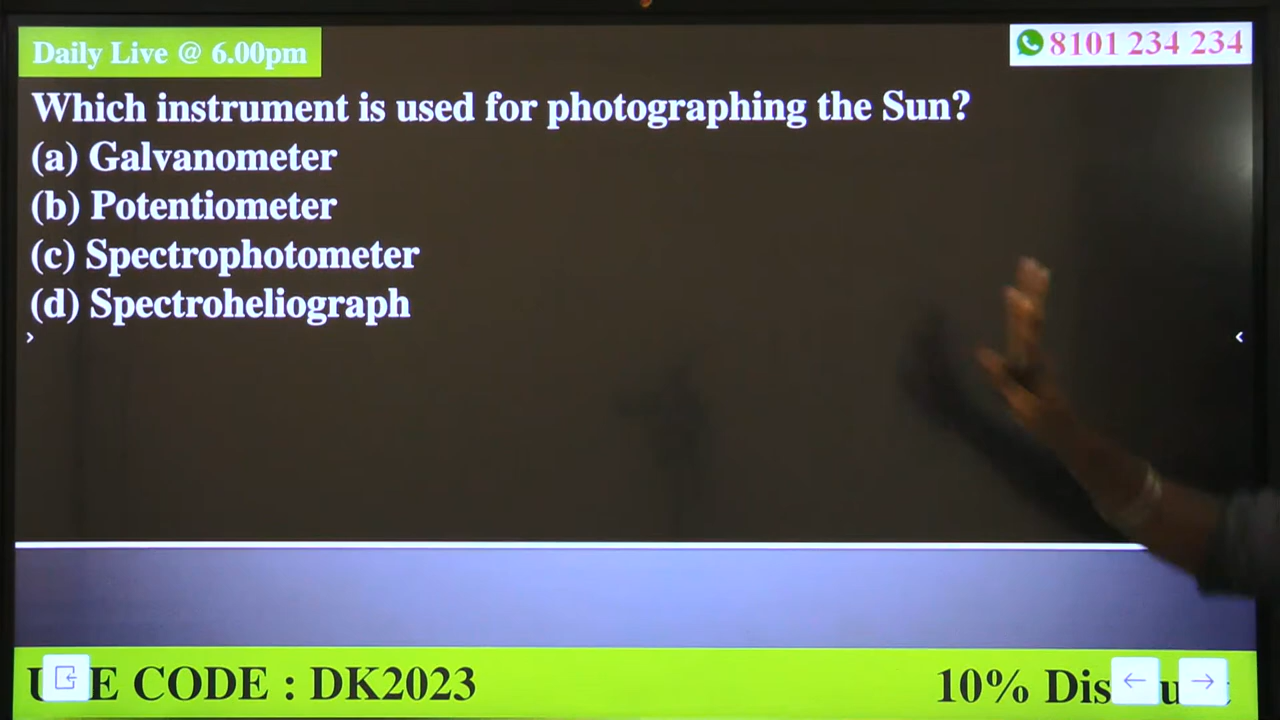 Daily Live @ 6.00pm
8101 234 234
Which instrument is used for photographing the Sun?
(a) Galvanometer
(b) Potentiometer
(c) Spectrophotometer
(d) Spectroheliograph
CODE : DK2023
10%